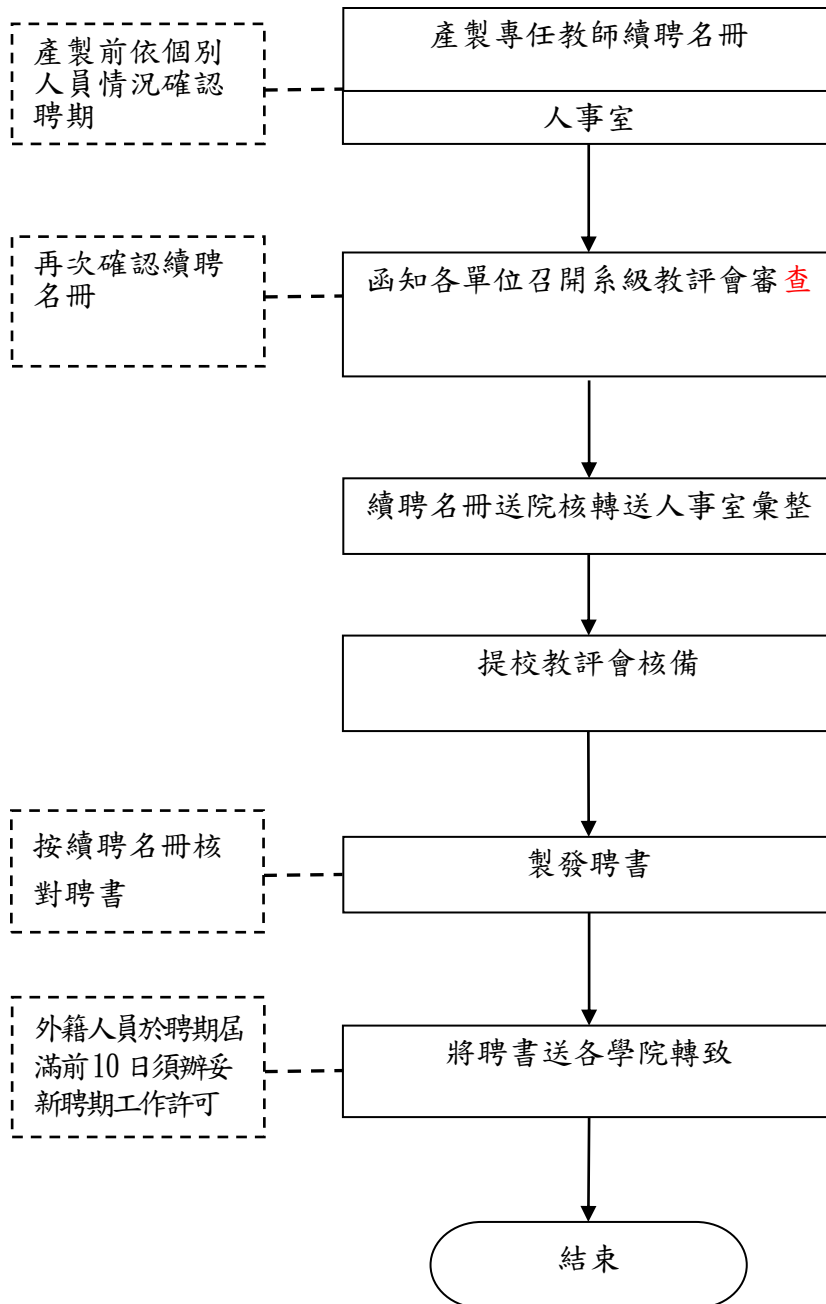 產製前依個別
人員情況確認
聘期
產製專任教師續聘名冊
人事室
再次確認續聘
名冊
函知各單位召開系級教評會審查
續聘名冊送院核轉送人事室彙整
提校教評會核備
按續聘名冊核
對聘書
製發聘書
外籍人員於聘期屆
滿前10日須辦妥
新聘期工作許可
將聘書送各學院轉致
結束